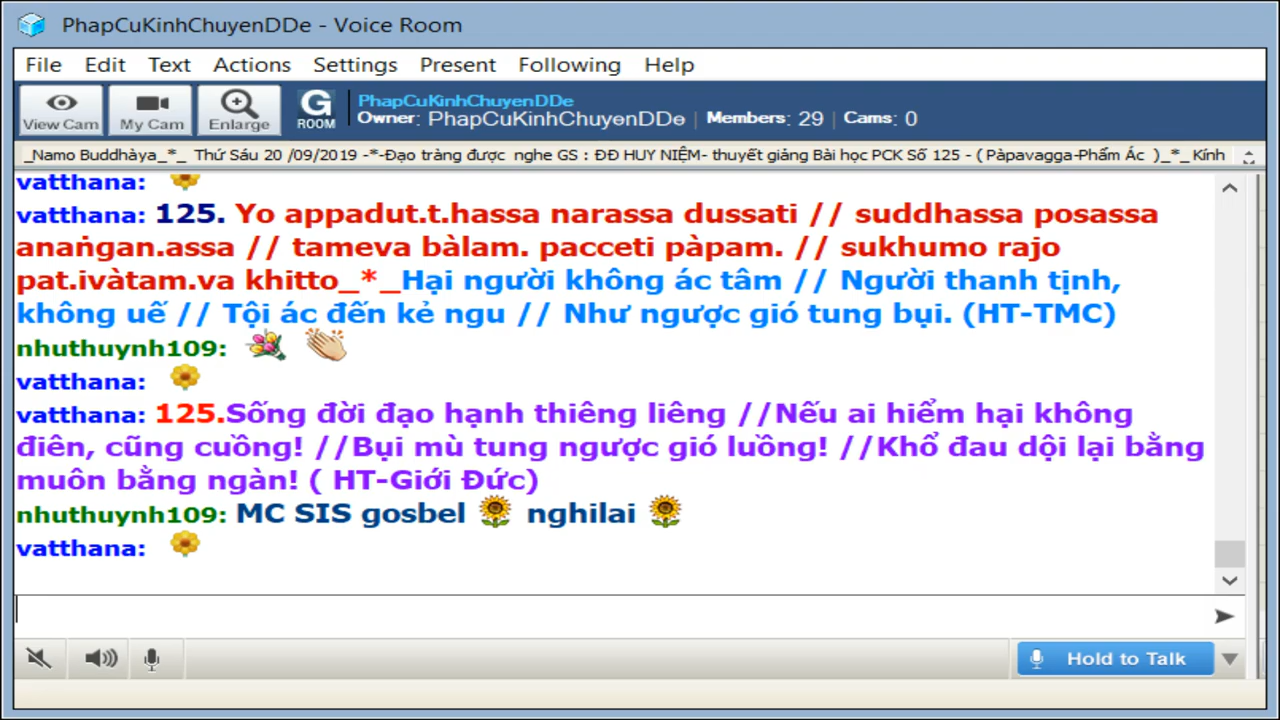 PhapCuKinhChuyenDDe - Voice Room
File Edit Text Actions Settings Present Following Help
View Cam My Cam Enlarge G ROOM PhapCuKinhChuyenDDe
Owner: PhapCuKinhChuyenDDe | Members: 29 | Cams: 0
_Namo Buddhàya_*_ Thứ Sáu 20 /09/2019 -*-Đạo tràng được nghe GS : ĐĐ HUY NIỆM- thuyết giảng Bài học PCK Số 125 - ( Pàpavagga-Phẩm Ác )_*_ Kính
vatthana:
vatthana: 125. Yo appadut.t.hassa narassa dussati // suddhassa posassa
anaṅgan.assa // tameva bàlam. pacceti pàpam. // sukhumo rajo
pat.ivàtam.va khitto_*_Hại người không ác tâm // Người thanh tịnh,
không uế // Tội ác đến kẻ ngu // Như ngược gió tung bụi. (HT-TMC)
nhuthuynh109:
vatthana:
vatthana: 125.Sống đời đạo hạnh thiêng liêng //Nếu ai hiểm hại không
điên, cũng cuồng! //Bụi mù tung ngược gió luồng! //Khổ đau dội lại bằng
muôn bằng ngàn! ( HT-Giới Đức)
nhuthuynh109: MC SIS gosbel nghilai
vatthana:
Hold to Talk